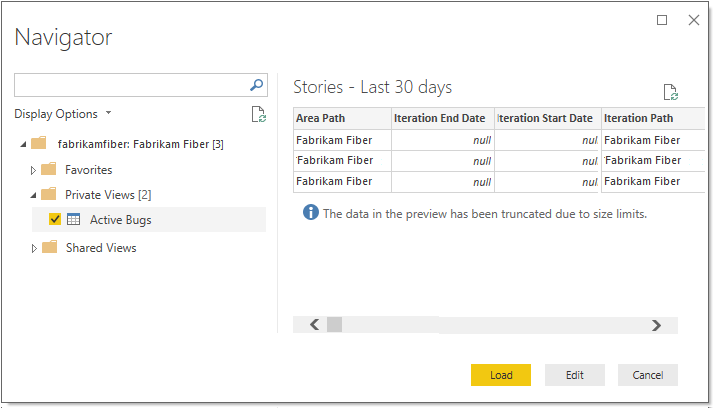 Navigator
Display Options
fabrikamfiber: Fabrikam Fiber [3]
Favorites
Private Views [2]
Active Bugs
Shared Views
Stories - Last 30 days
Area Path Iteration End Date Iteration Start Date Iteration Path
Fabrikam Fiber null nul Fabrikam Fiber
Fabrikam Fiber null nul Fabrikam Fiber
Fabrikam Fiber null nul. Fabrikam Fiber
The data in the preview has been truncated due to size limits.
Load Edit Cancel